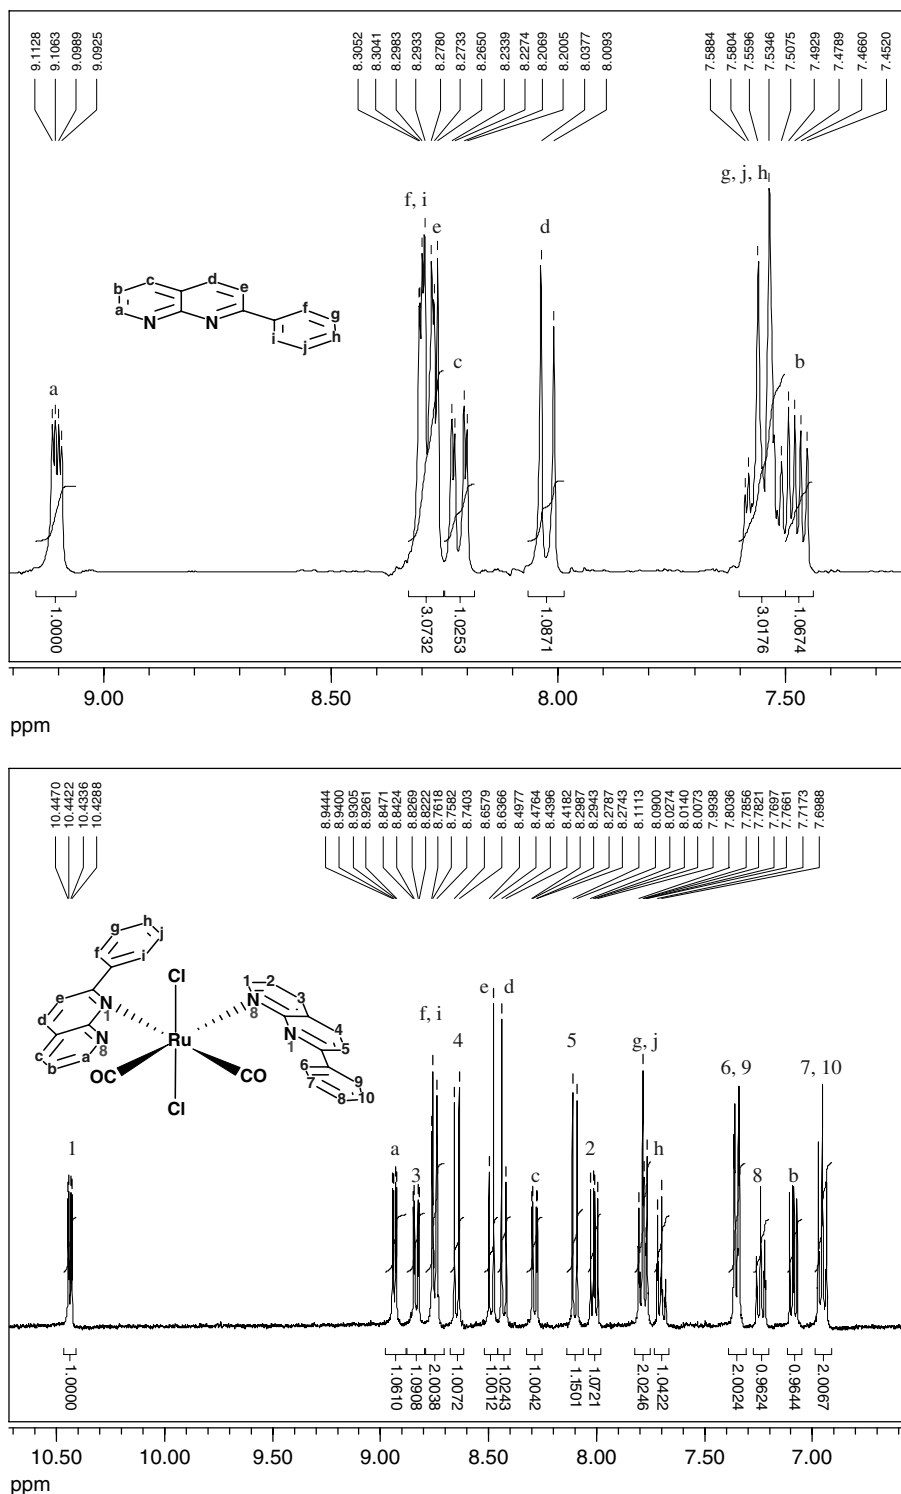 9.1128 9.1063 9.0989 9.0925 8.3052 8.3041 8.2983 8.2933 8.2780 8.2733 8.2650 8.2339 8.2274 8.2069 8.2005 8.0377 8.0093 7.5884 7.5804 7.5596 7.5346 7.5075 7.4929 7.4789 7.4660 7.4520
g, j, h
f, i
e d
d
c e
b f
a g
N N h
i j
c b
a
1.0000 3.0732 1.0253 1.0871 3.0176 1.0674
9.00 8.50 8.00 7.50
ppm
10.4470 10.4422 10.4336 10.4288 8.9444 8.9400 8.9305 8.9261 8.8471 8.8424 8.8269 8.8222 8.7618 8.7582 8.7403 8.6579 8.6366 8.4977 8.4764 8.4396 8.4182 8.2987 8.2943 8.2787 8.2743 8.1113 8.0900 8.0274 8.0140 8.0073 7.9938 7.8036 7.7856 7.7821 7.7697 7.7661 7.7173 7.6988
h
g j
f i
e d
e N 1 Cl 1 2 3
N 8
d f, i 4 5 g, j 6, 9 7, 10
N 8 Ru N 1 4
c b a 5
OC CO 6 9
7 8 10
Cl
1 a 3 c 2 h 8 b
1.0000 1.0610 1.0908 2.0038 1.0072 1.0012 1.0243 1.0042 1.1501 1.0721 2.0246 1.0422 2.0024 0.9624 0.9644 2.0067
10.50 10.00 9.50 9.00 8.50 8.00 7.50 7.00
ppm